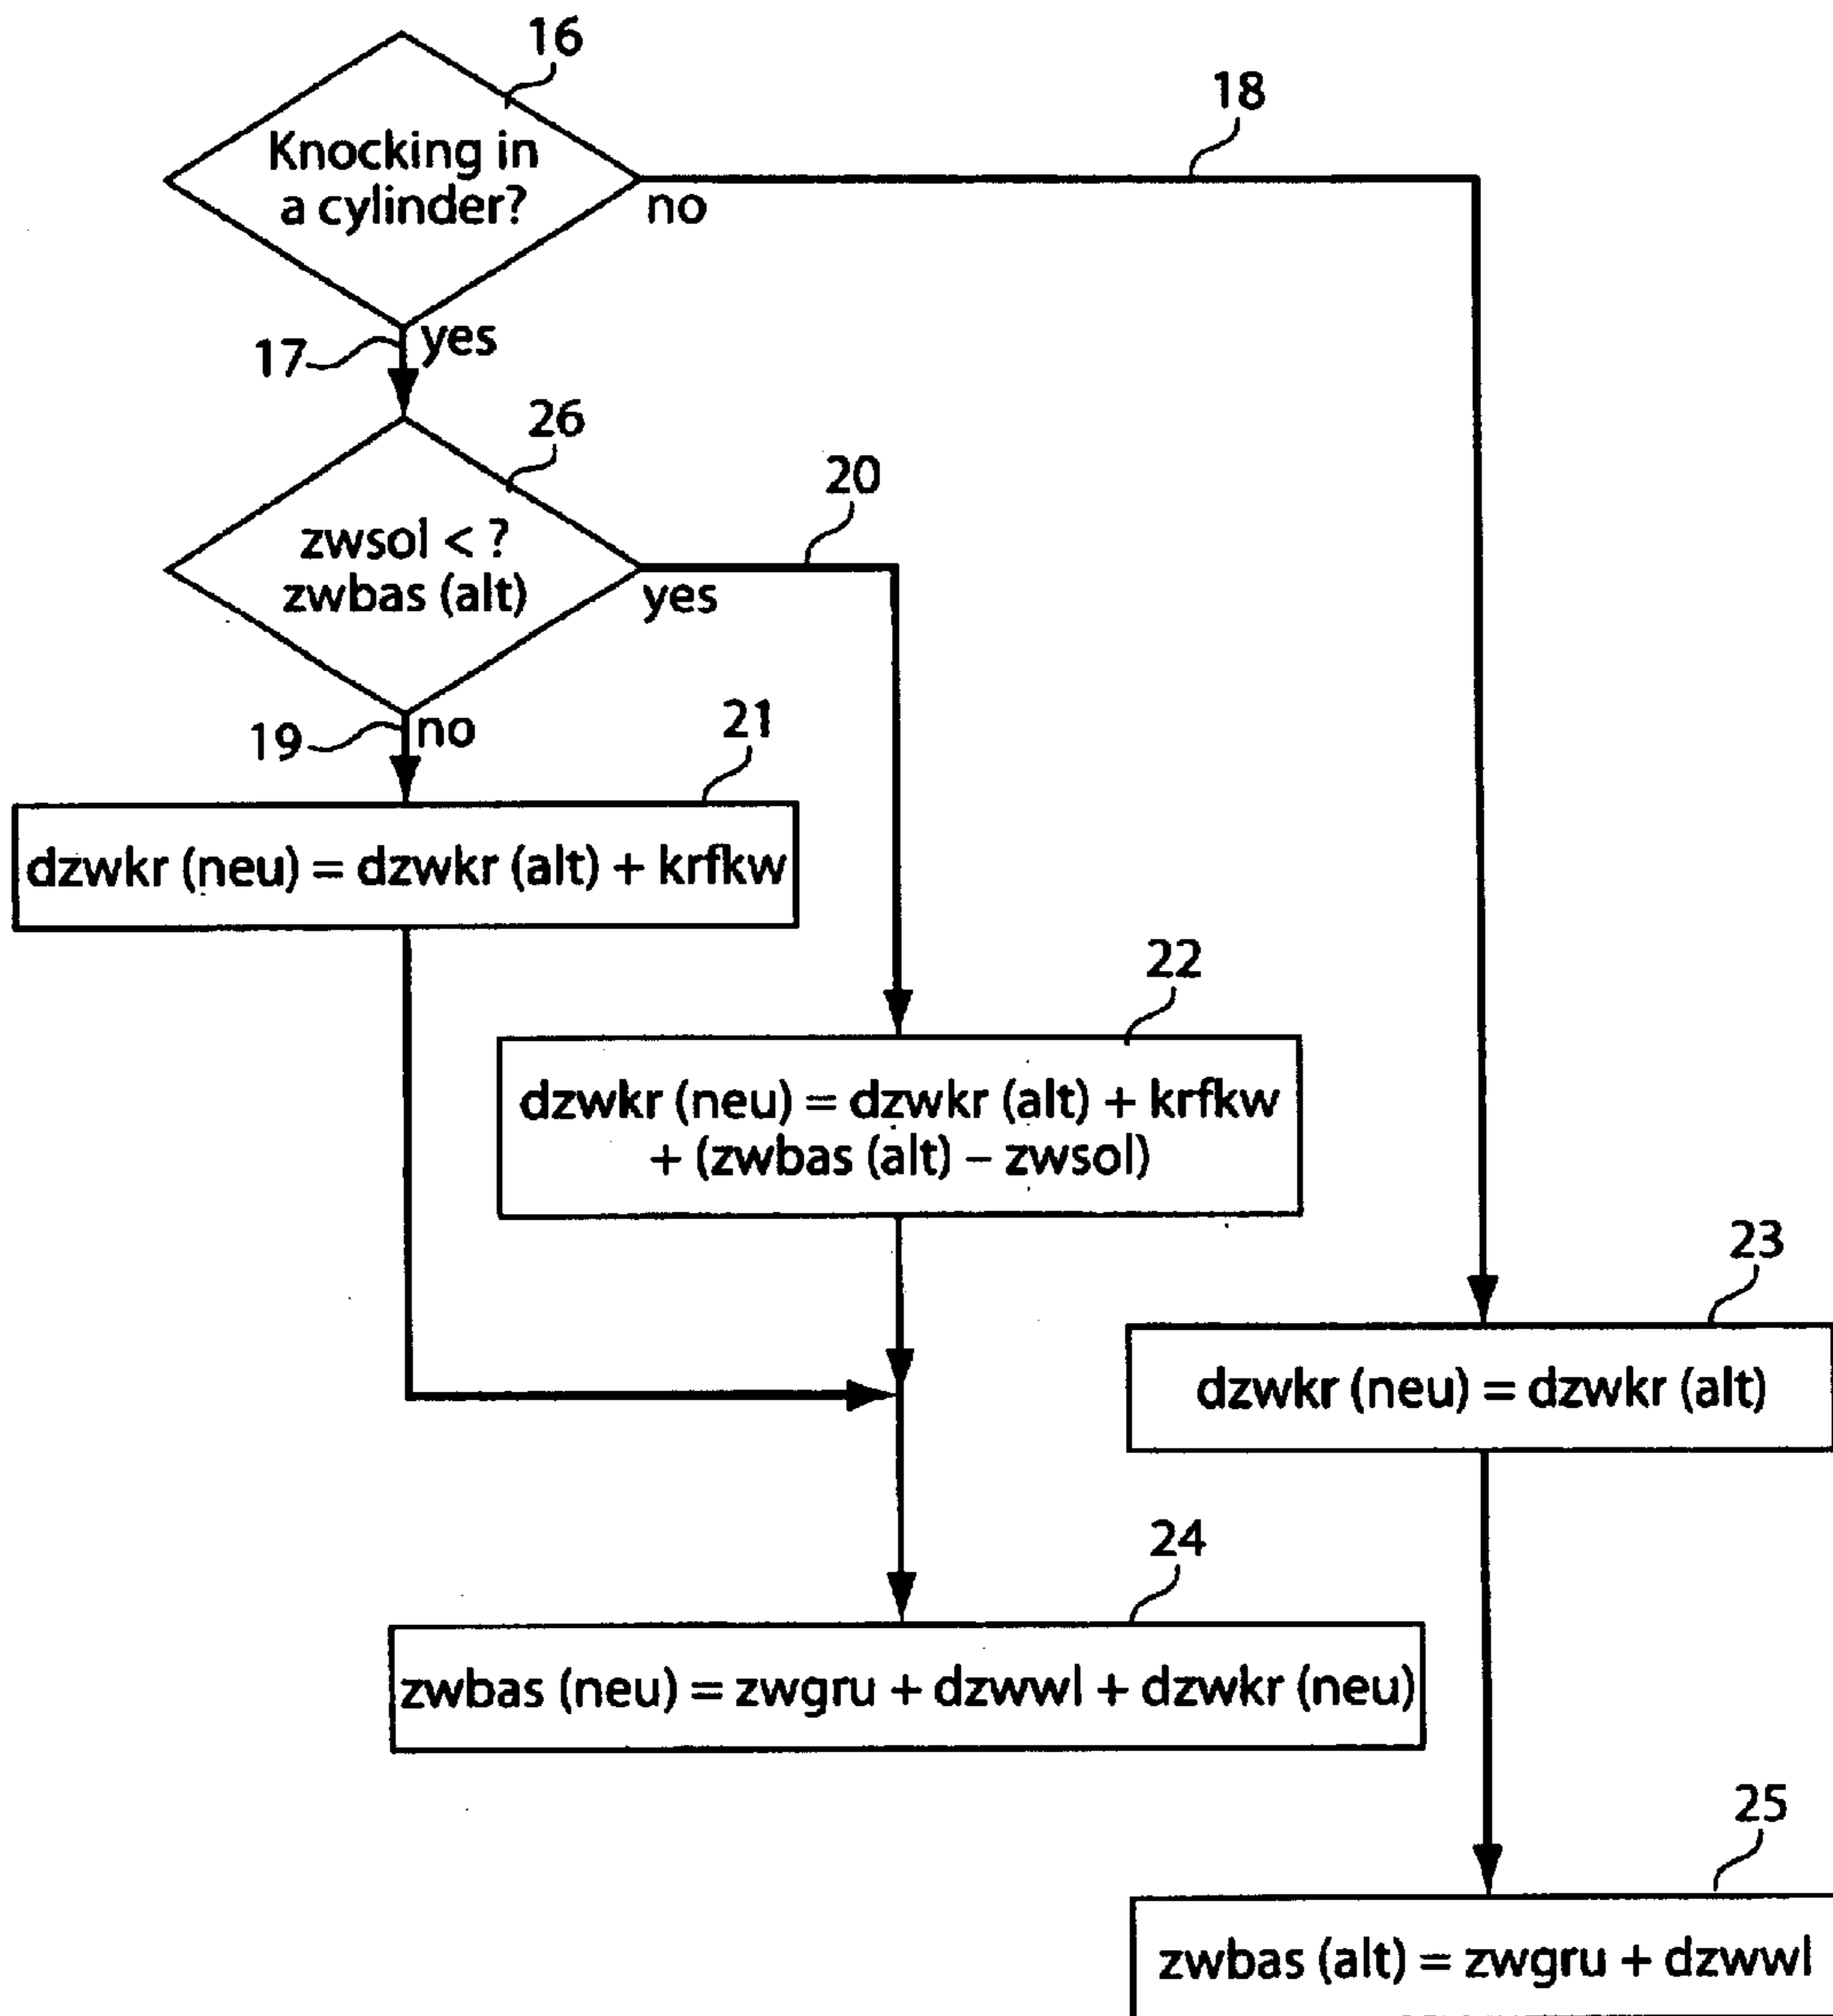 16
18
Knocking in
a cylinder?
no
17
yes
26
20
zwsol < ?
zwbas (alt)
yes
19
no
21
dzwkr (neu) = dzwkr (alt) + krfkw
22
dzwkr (neu) = dzwkr (alt) + krfkw
+ (zwbas (alt) – zwsol)
23
dzwkr (neu) = dzwkr (alt)
24
zwbas (neu) = zwgru + dzwwl + dzwkr (neu)
25
zwbas (alt) = zwgru + dzwwl